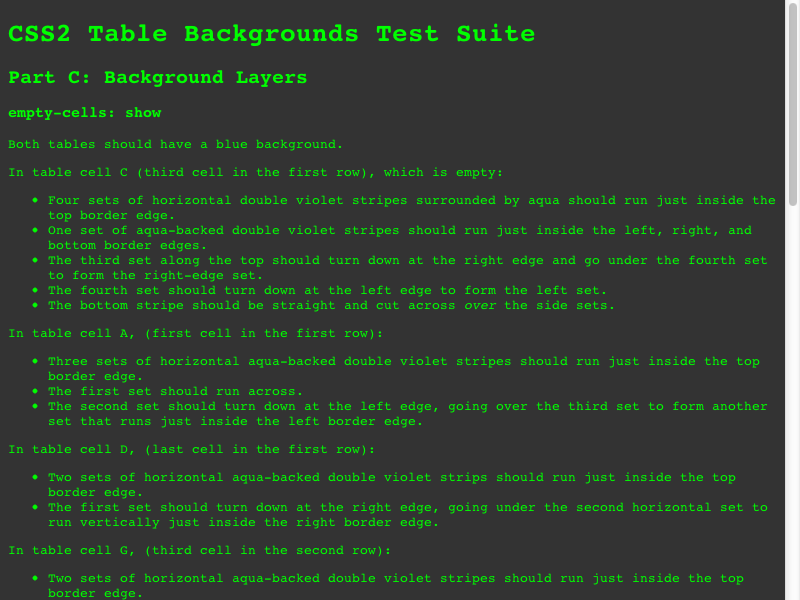 CSS2 Table Backgrounds Test Suite
Part C: Background Layers
empty-cells: show
Both tables should have a blue background.
In table cell C (third cell in the first row), which is empty:
• Four sets of horizontal double violet stripes surrounded by aqua should run just inside the
top border edge.
• One set of aqua-backed double violet stripes should run just inside the left, right, and
bottom border edges.
• The third set along the top should turn down at the right edge and go under the fourth set
to form the right-edge set.
• The fourth set should turn down at the left edge to form the left set.
• The bottom stripe should be straight and cut across over the side sets.
In table cell A, (first cell in the first row):
• Three sets of horizontal aqua-backed double violet stripes should run just inside the top
border edge.
• The first set should run across.
• The second set should turn down at the left edge, going over the third set to form another
set that runs just inside the left border edge.
In table cell D, (last cell in the first row):
• Two sets of horizontal aqua-backed double violet strips should run just inside the top
border edge.
• The first set should turn down at the right edge, going under the second horizontal set to
run vertically just inside the right border edge.
In table cell G, (third cell in the second row):
• Two sets of horizontal aqua-backed double violet stripes should run just inside the top
border edge.